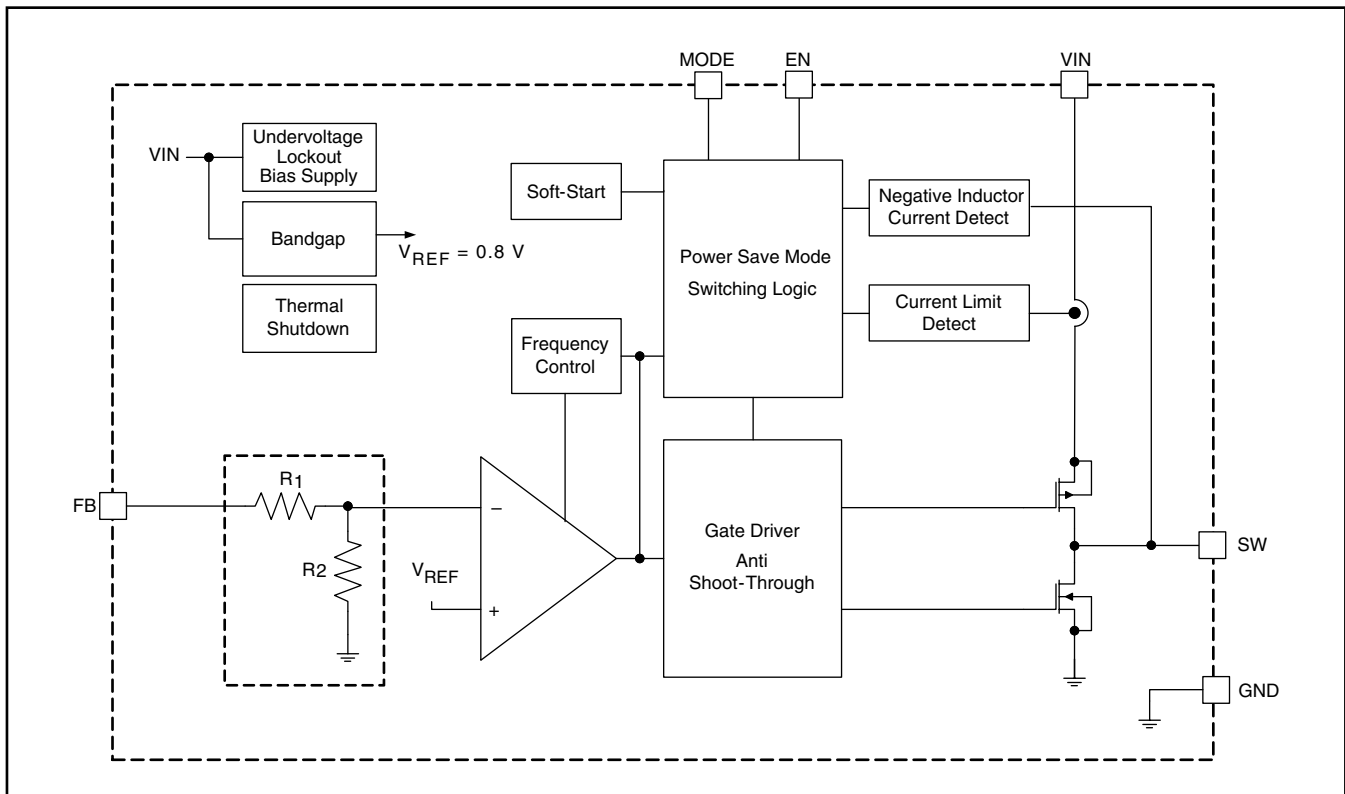 MODE
EN
VIN
VIN
Undervoltage
Lockout
Bias Supply
Bandgap
VREF = 0.8 V
Thermal
Shutdown
Soft-Start
Power Save Mode
Switching Logic
Negative Inductor
Current Detect
Current Limit
Detect
Frequency
Control
FB
R1
R2
VREF
−
+
Gate Driver
Anti
Shoot-Through
SW
GND